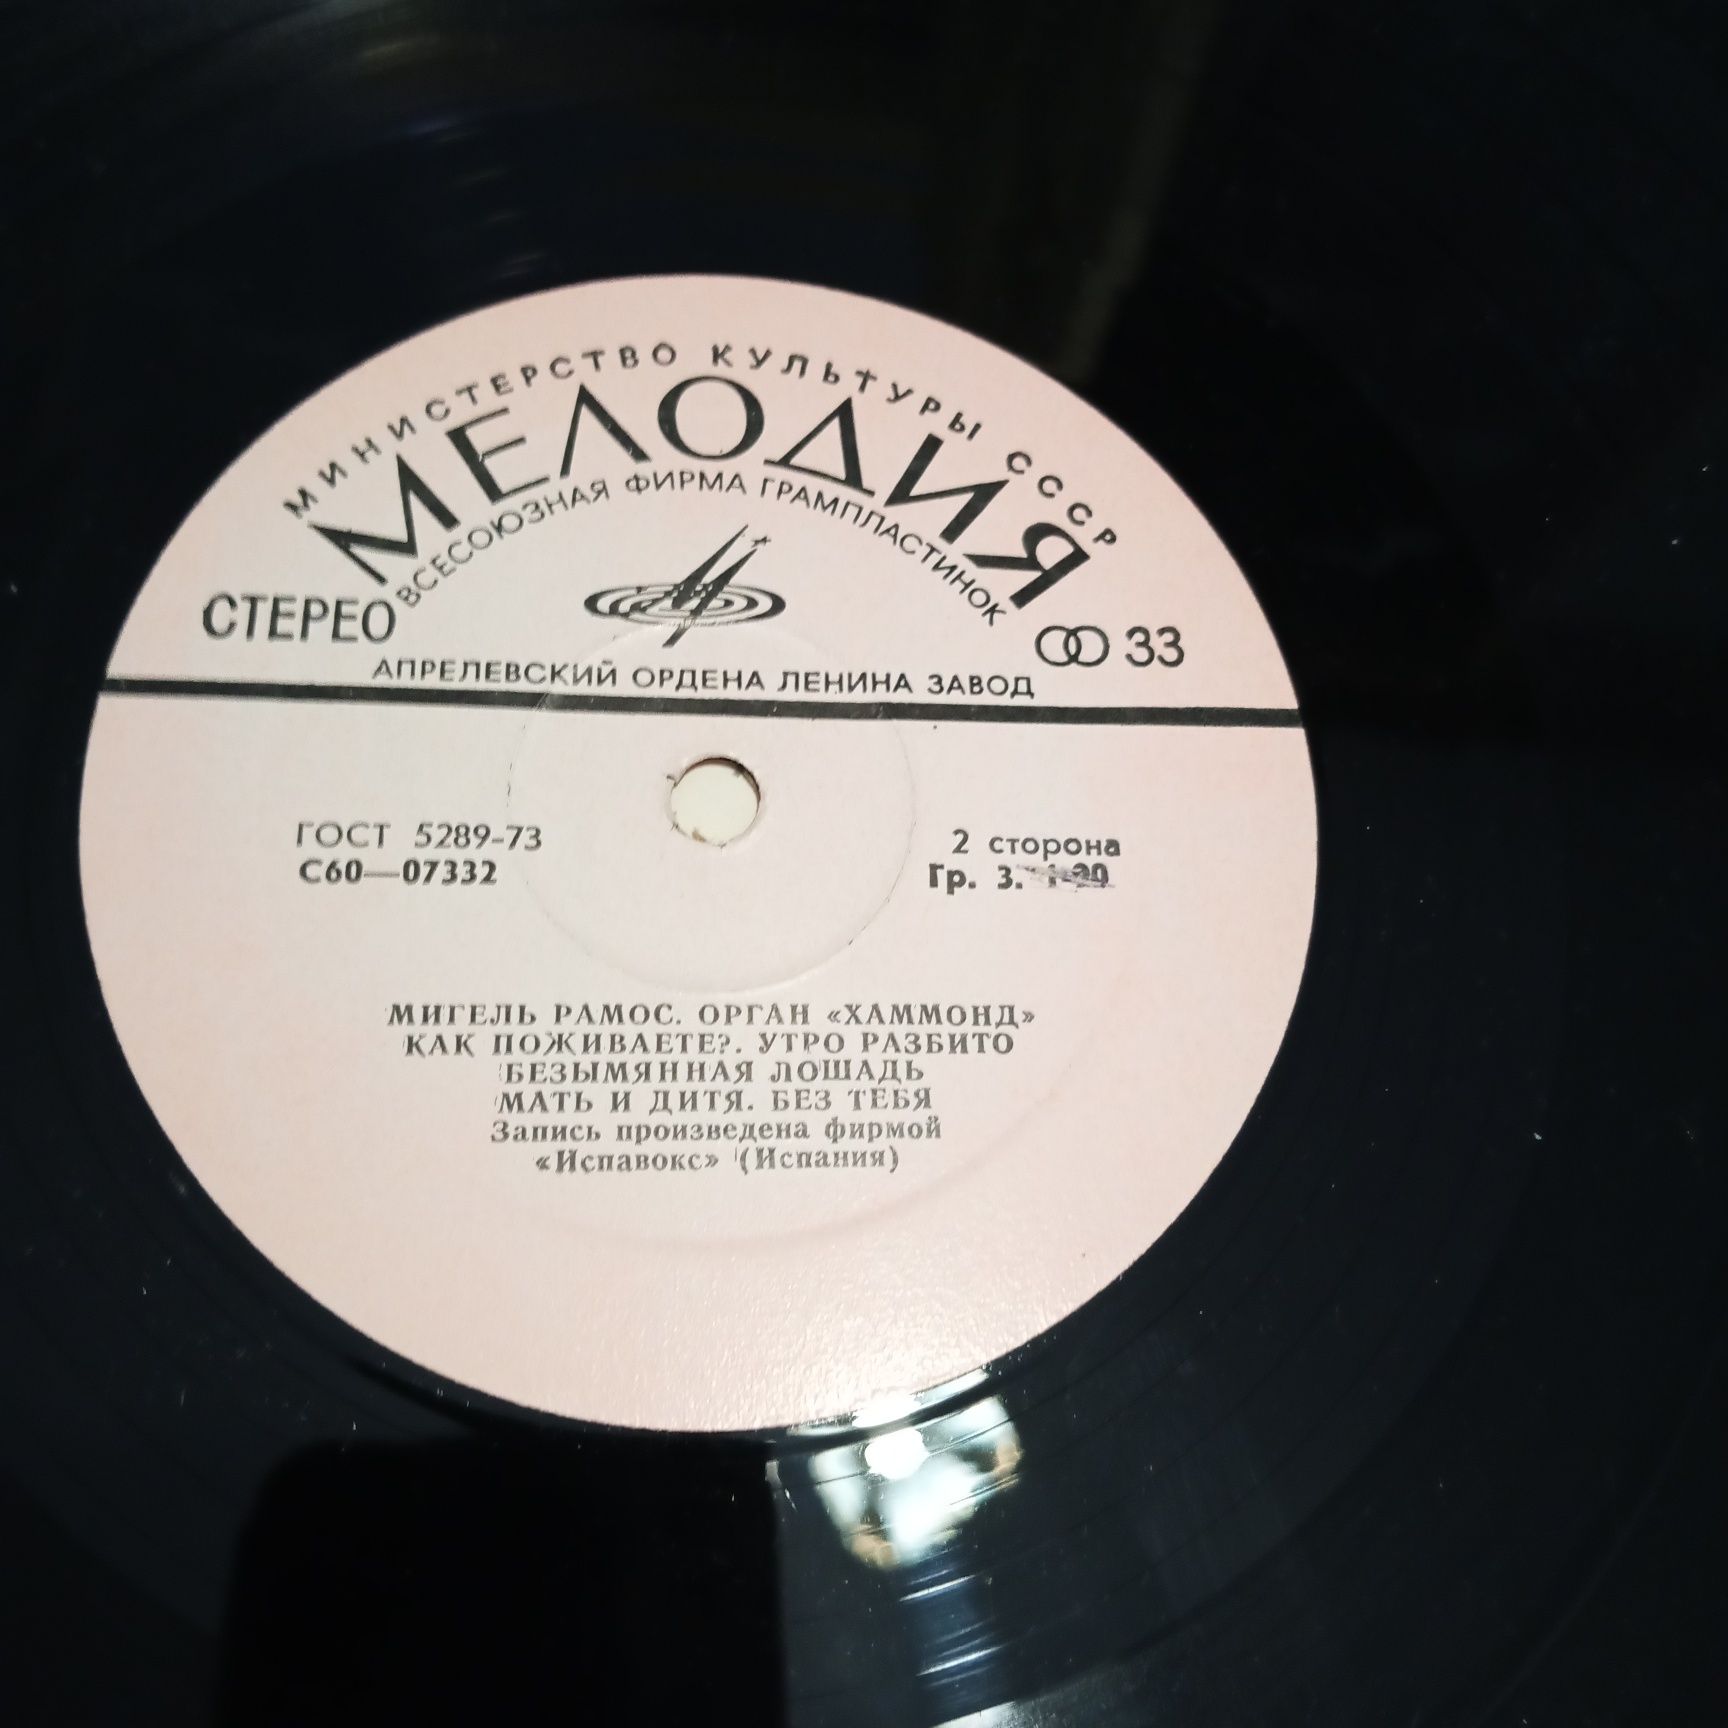 МИНИСТЕРСТВО КУЛЬТУРЫ СССР
МЕЛОДИЯ
ВСЕСОЮЗНАЯ ФИРМА ГРАМПЛАСТИНОК
СТЕРЕО
33
АПРЕЛЕВСКИЙ ОРДЕНА ЛЕНИНА ЗАВОД
ГОСТ 5289-73
С60—07332
2 сторона
Гр. 3.
МИГЕЛЬ РАМОС. ОРГАН «ХАММОНД»
КАК ПОЖИВАЕТЕ?. УТРО РАЗБИТО
БЕЗЫМЯННАЯ ЛОШАДЬ
МАТЬ И ДИТЯ. БЕЗ ТЕБЯ
Запись произведена фирмой
«Испавокс» (Испания)